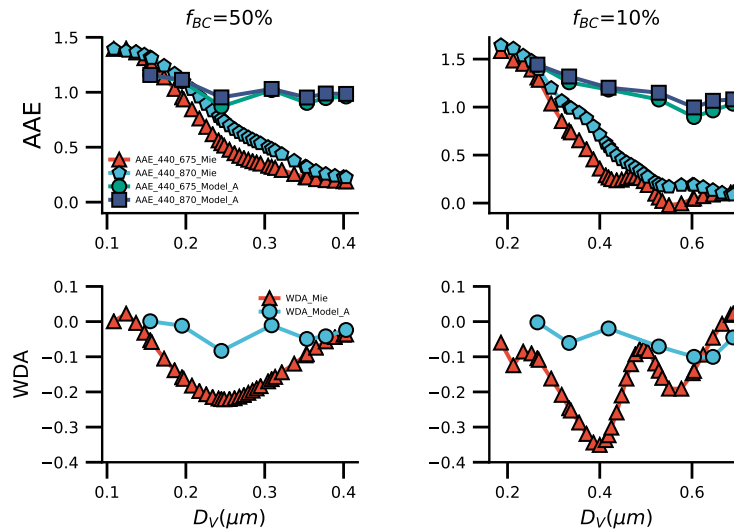 f_BC=50%
f_BC=10%
AAE
1.5
1.0
0.5
0.0
AAE_440_675_Mie
AAE_440_870_Mie
AAE_440_675_Model_A
AAE_440_870_Model_A
0.1 0.2 0.3 0.4
1.5
1.0
0.5
0.0
0.2 0.4 0.6
WDA
0.1
0.0
−0.1
−0.2
−0.3
−0.4
WDA_Mie
WDA_Model_A
0.1 0.2 0.3 0.4
D_V(μm)
0.1
0.0
−0.1
−0.2
−0.3
−0.4
0.2 0.4 0.6
D_V(μm)